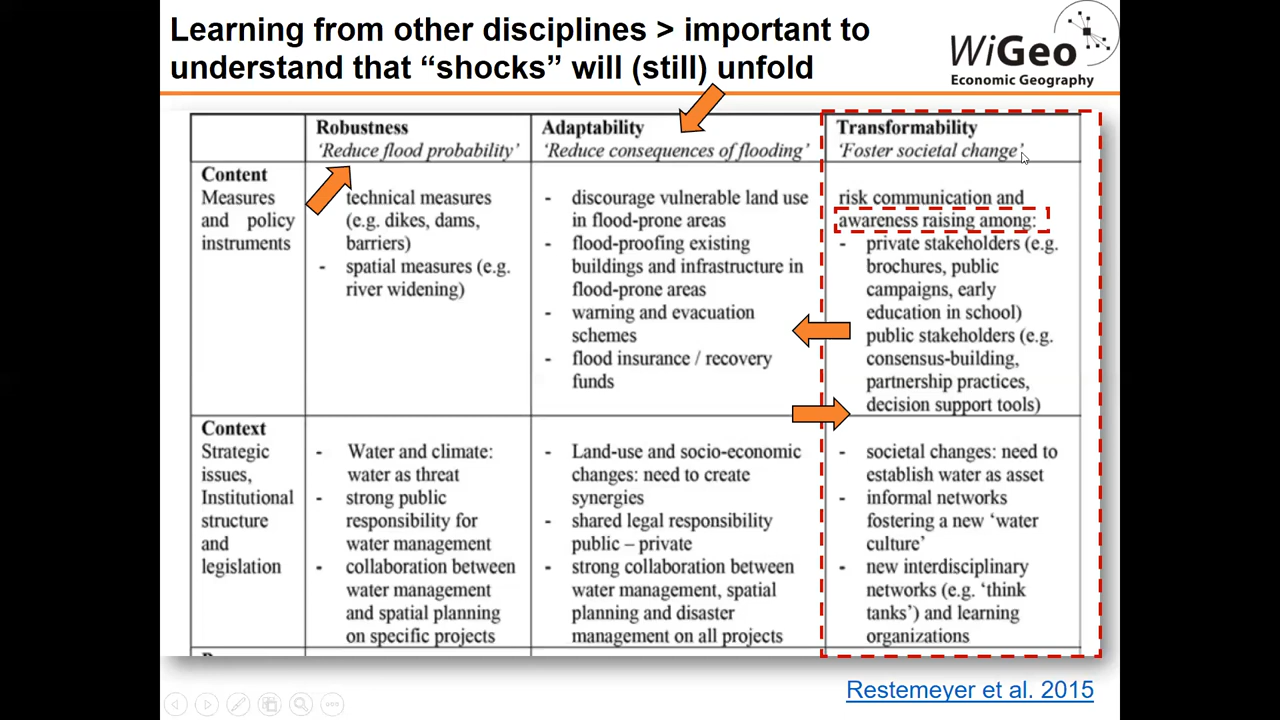 Learning from other disciplines > important to
understand that “shocks” will (still) unfold
WiGeo
Economic Geography
Robustness
‘Reduce flood probability’
Adaptability
‘Reduce consequences of flooding’
Transformability
‘Foster societal change’
Content
Measures
and policy
instruments
technical measures
(e.g. dikes, dams,
barriers)
- spatial measures (e.g.
river widening)
- discourage vulnerable land use
in flood-prone areas
- flood-proofing existing
buildings and infrastructure in
flood-prone areas
- warning and evacuation
schemes
- flood insurance / recovery
funds
risk communication and
awareness raising among:
- private stakeholders (e.g.
brochures, public
campaigns, early
education in school)
public stakeholders (e.g.
consensus-building,
partnership practices,
decision support tools)
Context
Strategic
issues,
Institutional
structure
and
legislation
- Water and climate:
water as threat
- strong public
responsibility for
water management
- collaboration between
water management
and spatial planning
on specific projects
- Land-use and socio-economic
changes: need to create
synergies
- shared legal responsibility
public – private
- strong collaboration between
water management, spatial
planning and disaster
management on all projects
- societal changes: need to
establish water as asset
- informal networks
fostering a new ‘water
culture’
- new interdisciplinary
networks (e.g. ‘think
tanks’) and learning
organizations
Restemeyer et al. 2015